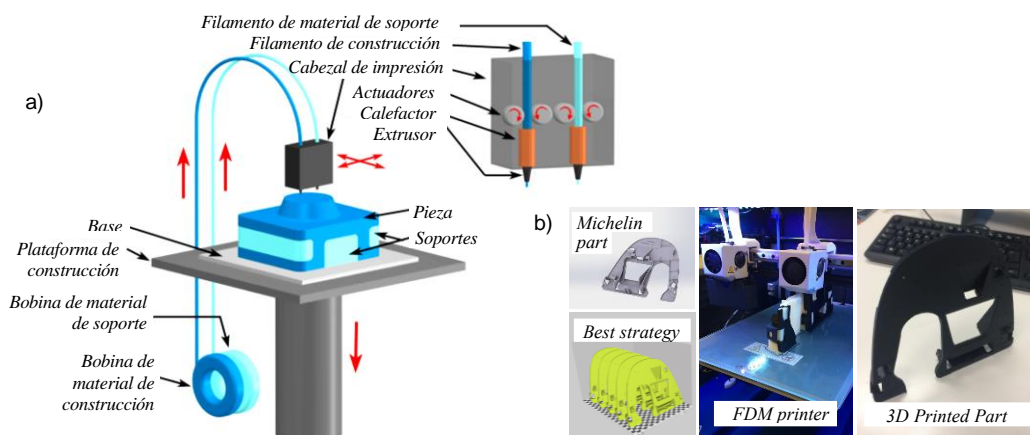 a)
Filamento de material de soporte
Filamento de construcción
Cabezal de impresión
Actuadores
Calefactor
Extrusor
Base
Plataforma de
construcción
Pieza
Soportes
Bobina de material
de soporte
Bobina de
material de
construcción
b)
Michelin
part
Best strategy
FDM printer
3D Printed Part